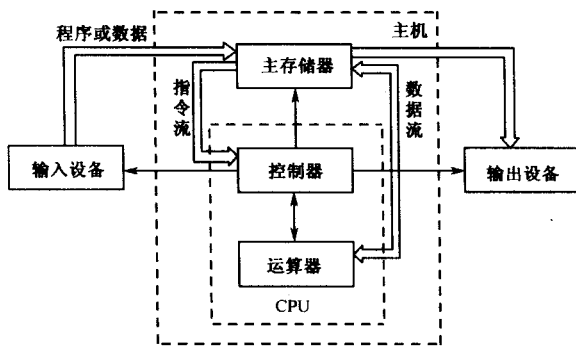 程序或数据
主机
主存储器
指令流
数据流
输入设备
控制器
输出设备
运算器
CPU